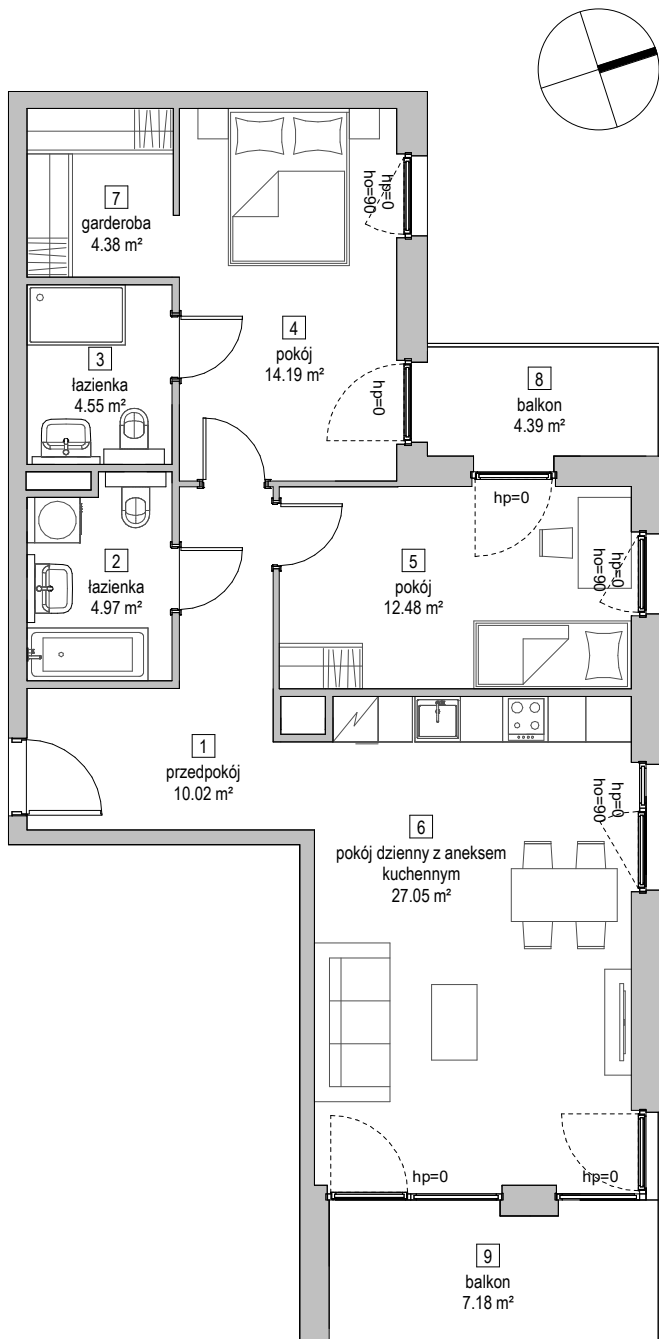 7
garderoba
4.38 m²
hp=0
ho=90
4
pokój
14.19 m²
3
łazienka
4.55 m²
hp=0
8
balkon
4.39 m²
hp=0
2
łazienka
4.97 m²
5
pokój
12.48 m²
hp=0
ho=90
1
przedpokój
10.02 m²
hp=0
ho=90
6
pokój dzienny z aneksem
kuchennym
27.05 m²
hp=0
hp=0
9
balkon
7.18 m²